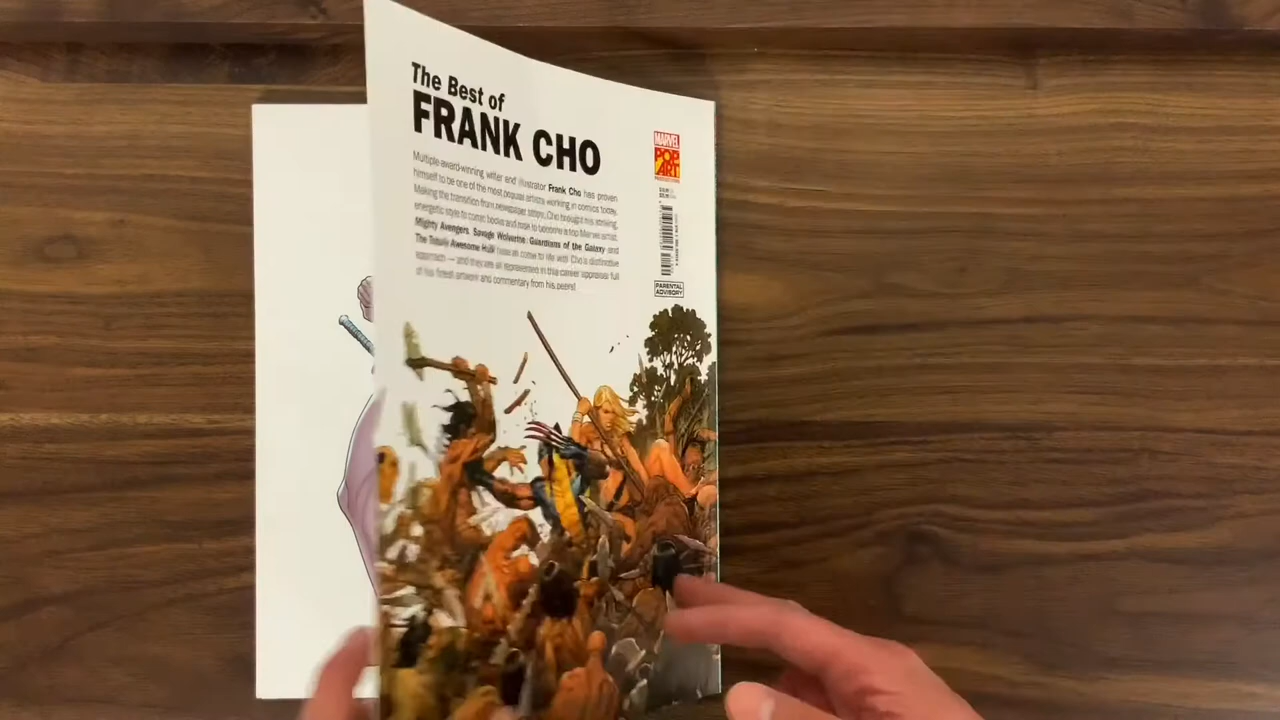 The Best of
FRANK CHO
Multiple-award-winning writer and illustrator Frank Cho has proven
himself to be one of the most popular artists working in comics today.
Making the transition from newspaper strips, Cho brought his striking,
energetic style to comic books and rose to become a top Marvel artist.
Mighty Avengers, Savage Wolverine, Guardians of the Galaxy and
The Totally Awesome Hulk have all come to life with Cho's distinctive
approach — and they are all represented in this career appraisal full
of his finest artwork and commentary from his peers!
MARVEL
POP
ART
PARENTAL
ADVISORY